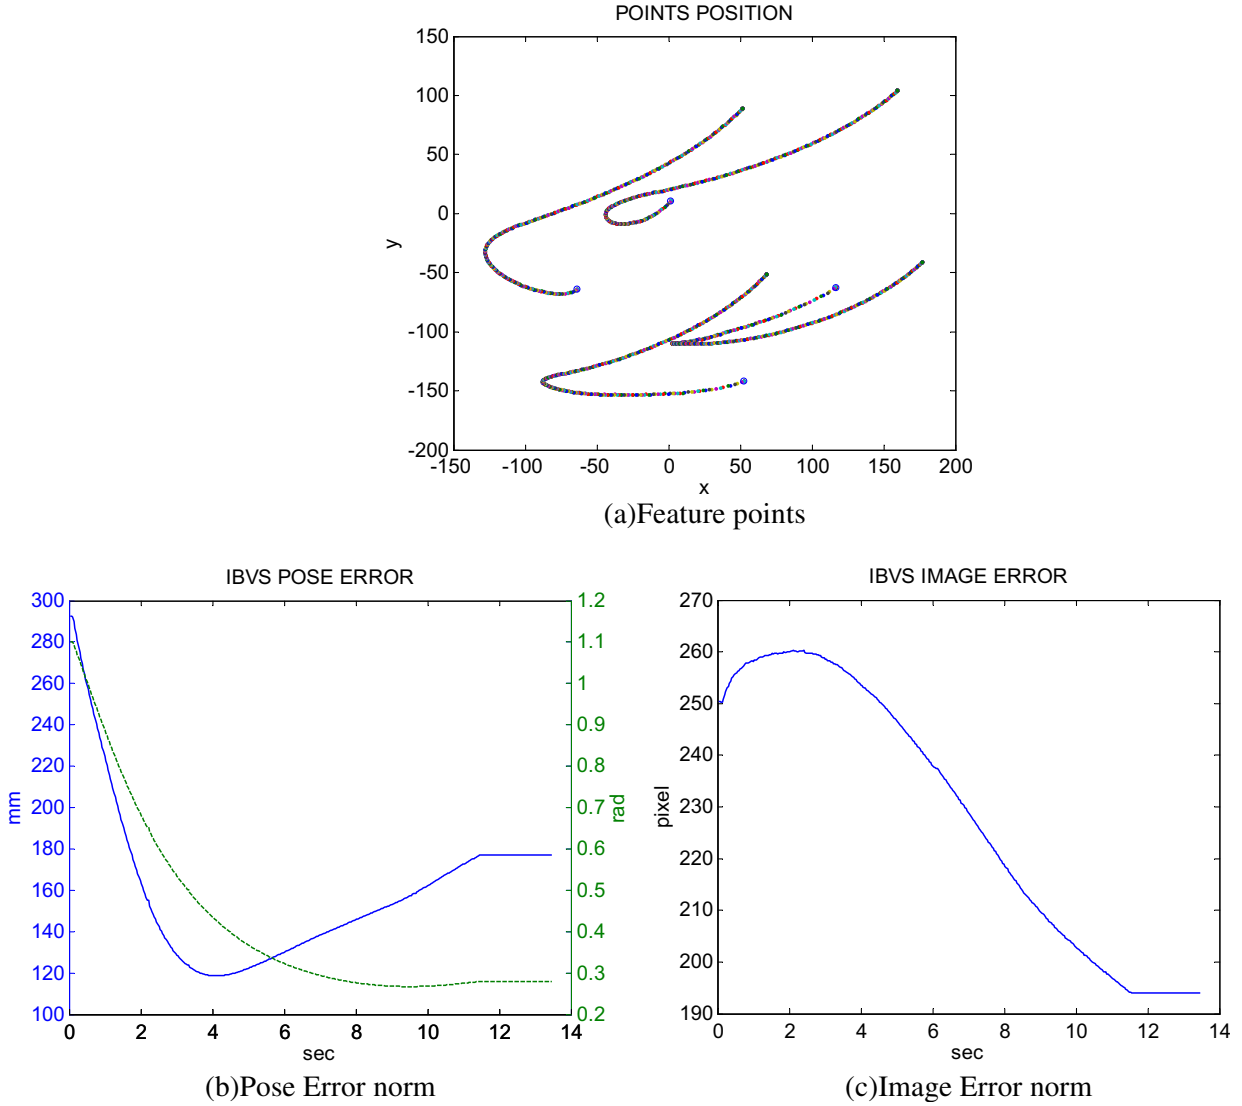 POINTS POSITION
150
100
50
0
-50
-100
-150
-200
y
-150 -100 -50 0 50 100 150 200
x
(a)Feature points
IBVS POSE ERROR
300
280
260
240
220
200
180
160
140
120
100
mm
1.2
1.1
1
0.9
0.8
0.7
0.6
0.5
0.4
0.3
0.2
rad
0 2 4 6 8 10 12 14
sec
(b)Pose Error norm
IBVS IMAGE ERROR
270
260
250
240
230
220
210
200
190
pixel
0 2 4 6 8 10 12 14
sec
(c)Image Error norm